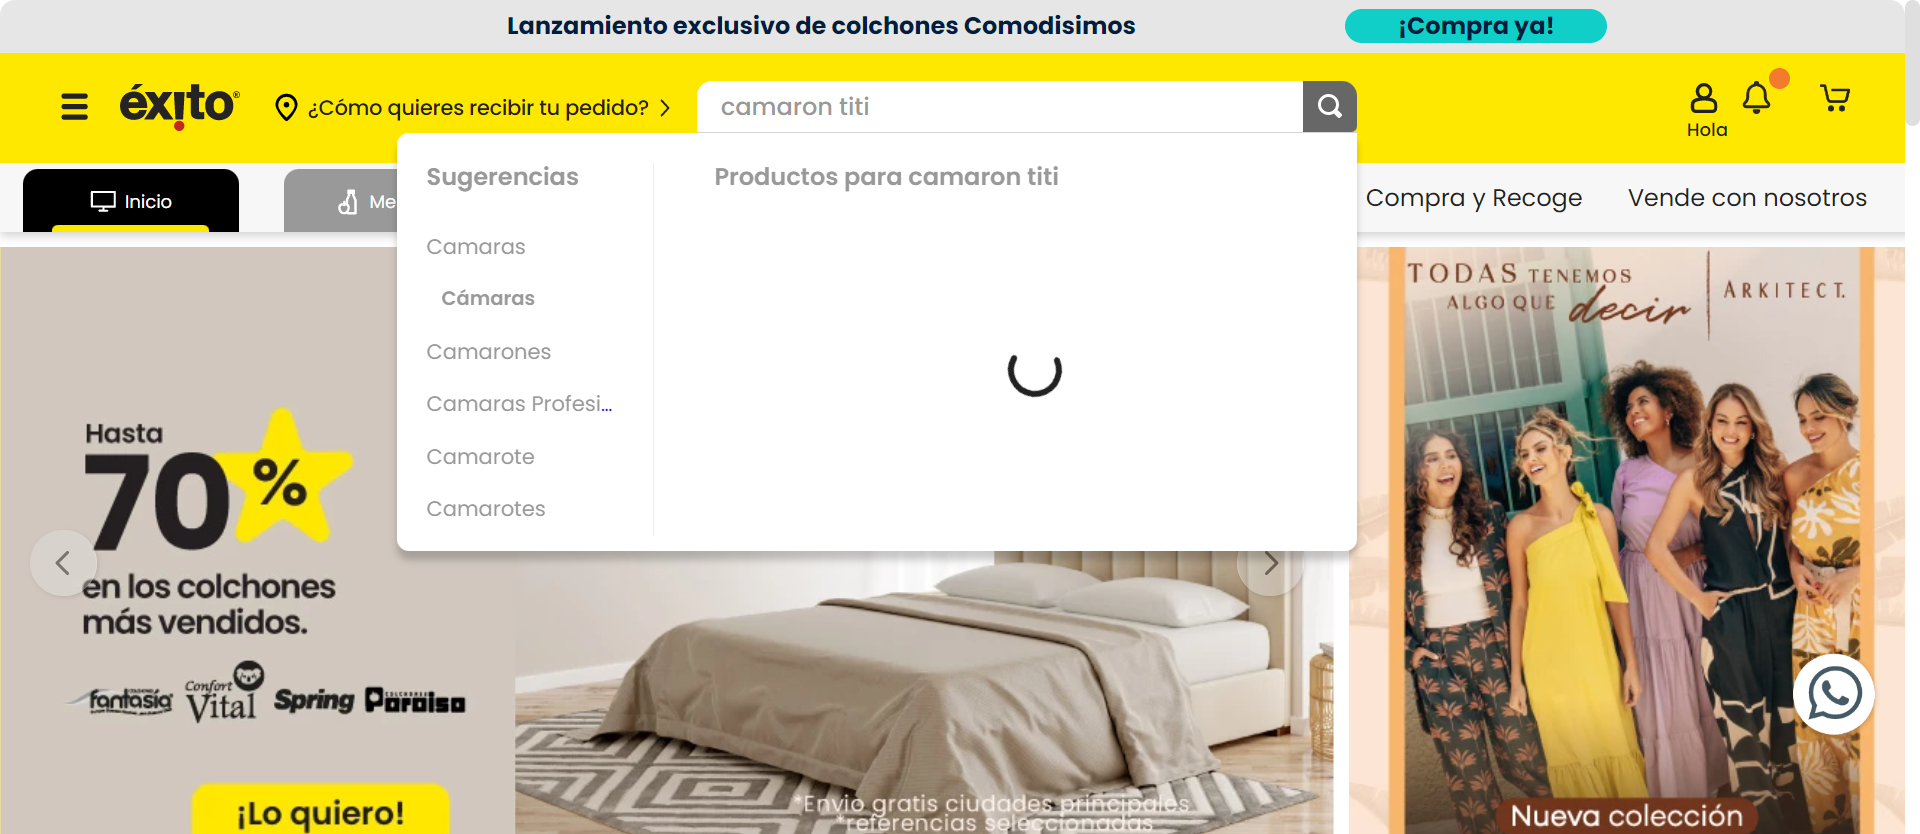 Lanzamiento exclusivo de colchones Comodisimos
¡Compra ya!
éxito®
¿Cómo quieres recibir tu pedido?
camaron titi
Hola
Inicio
Me
Compra y Recoge
Vende con nosotros
Sugerencias
Camaras
Cámaras
Camarones
Camaras Profesi...
Camarote
Camarotes
Productos para camaron titi
Hasta
70%
en los colchones
más vendidos.
fantasía
Confort Vital
Spring
COLCHONES Paraiso
¡Lo quiero!
*Envio gratis ciudades principales
*referencias seleccionadas
TODAS TENEMOS
ALGO QUE decir
ARKITECT.
Nueva colección